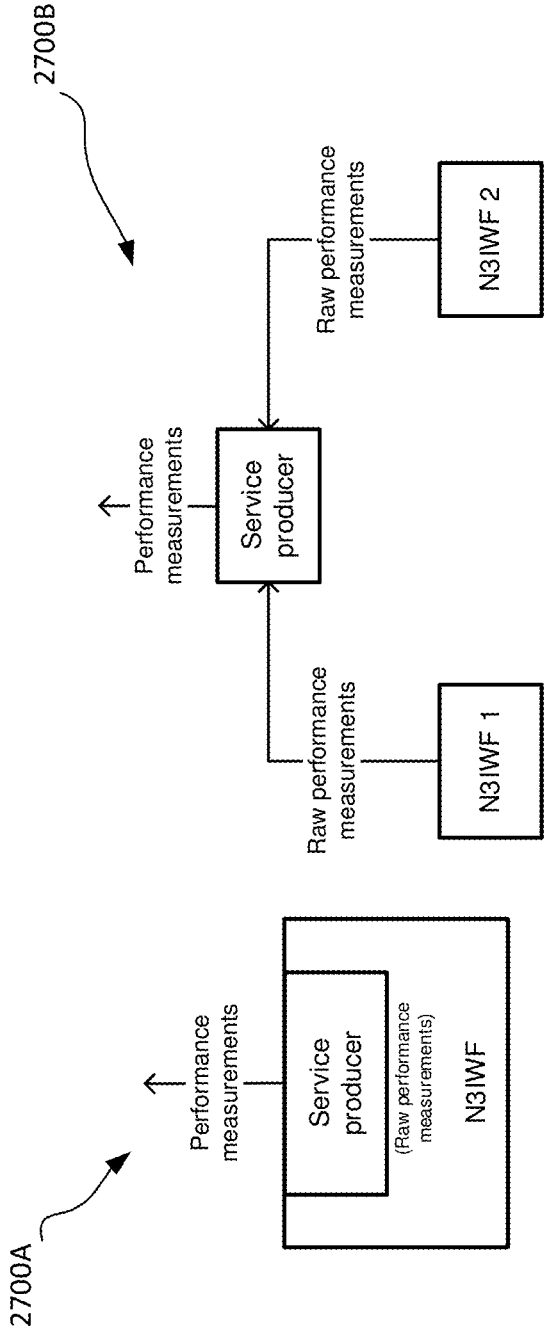 2700A
Performance
measurements
Service
producer
(Raw performance
measurements)
N3IWF
2700B
Performance
measurements
Service
producer
Raw performance
measurements
N3IWF 1
Raw performance
measurements
N3IWF 2